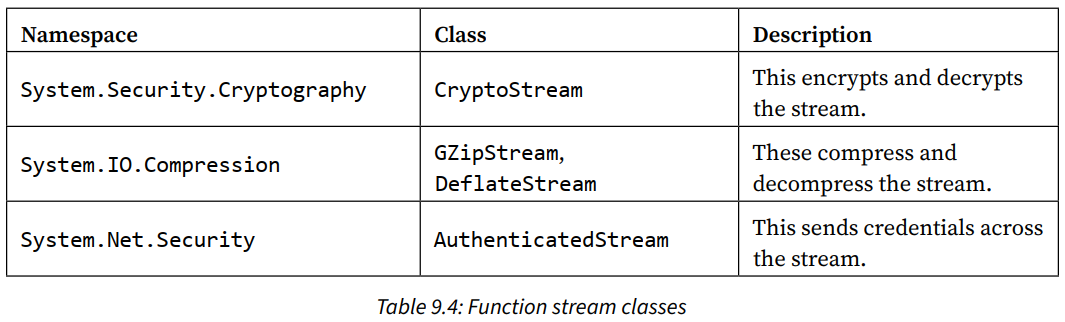 Namespace
Class
Description
System.Security.Cryptography
CryptoStream
This encrypts and decrypts
the stream.
System.IO.Compression
GZipStream,
DeflateStream
These compress and
decompress the stream.
System.Net.Security
AuthenticatedStream
This sends credentials across
the stream.
Table 9.4: Function stream classes